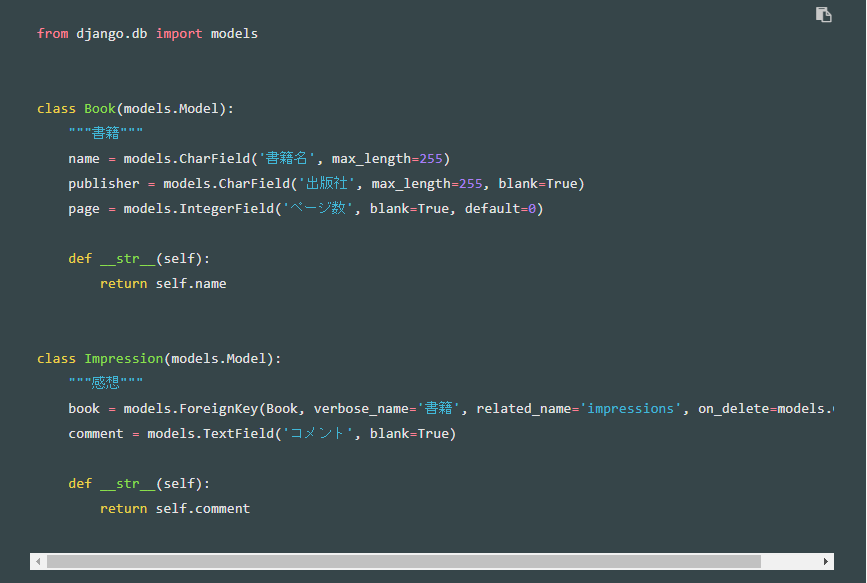 from django.db import models
class Book(models.Model):
"""書籍"""
name = models.CharField('書籍名', max_length=255)
publisher = models.CharField('出版社', max_length=255, blank=True)
page = models.IntegerField('ページ数', blank=True, default=0)
def __str__(self):
return self.name
class Impression(models.Model):
"""感想"""
book = models.ForeignKey(Book, verbose_name='書籍', related_name='impressions', on_delete=models.
comment = models.TextField('コメント', blank=True)
def __str__(self):
return self.comment